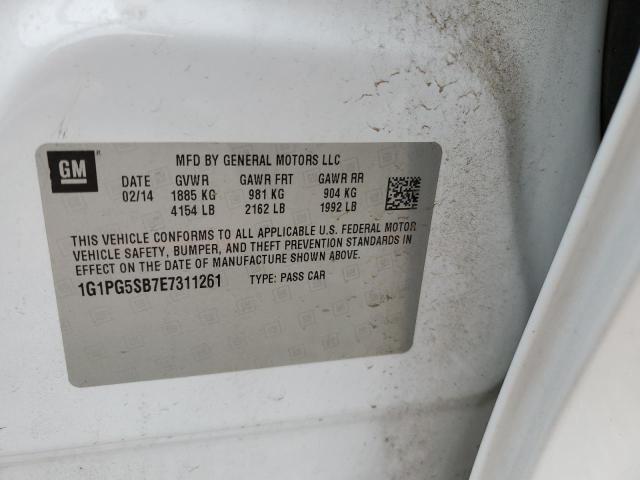 GM
MFD BY GENERAL MOTORS LLC
DATE GVWR GAWR FRT GAWR RR
02/14 1885 KG 981 KG 904 KG
4154 LB 2162 LB 1992 LB
THIS VEHICLE CONFORMS TO ALL APPLICABLE U.S. FEDERAL MOTOR
VEHICLE SAFETY, BUMPER, AND THEFT PREVENTION STANDARDS IN
EFFECT ON THE DATE OF MANUFACTURE SHOWN ABOVE.
1G1PG5SB7E7311261 TYPE: PASS CAR